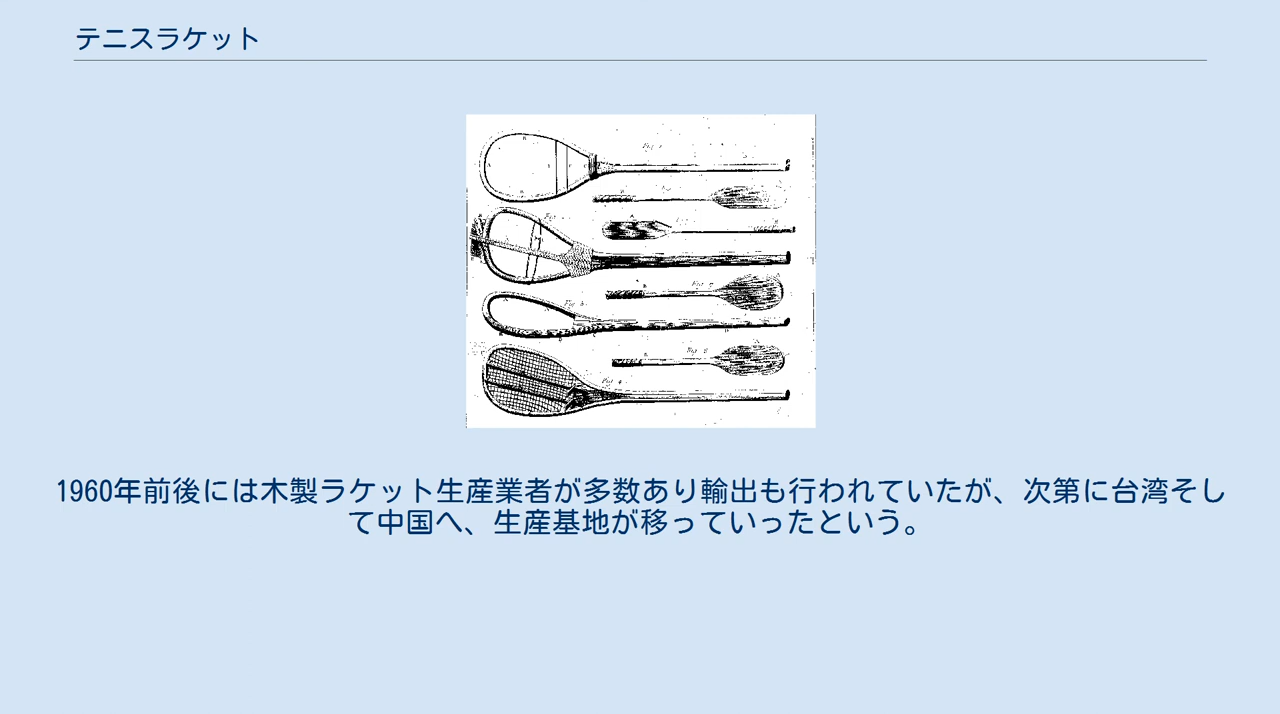 テニスラケット
1960年前後には木製ラケット生産業者が多数あり輸出も行われていたが、次第に台湾そし
て中国へ、生産基地が移っていったという。